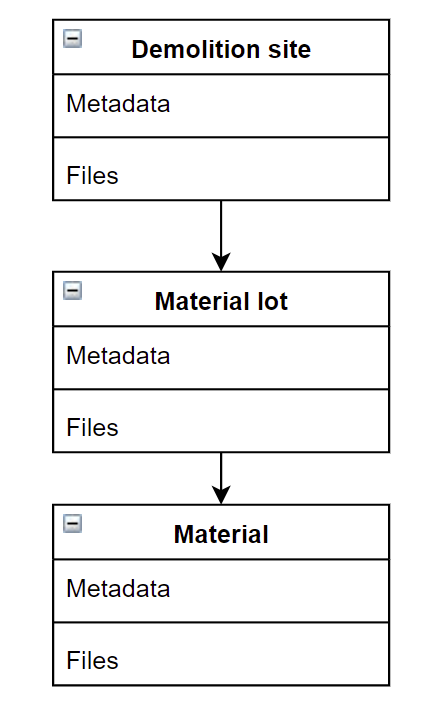 Demolition site
Metadata
Files
Material lot
Metadata
Files
Material
Metadata
Files